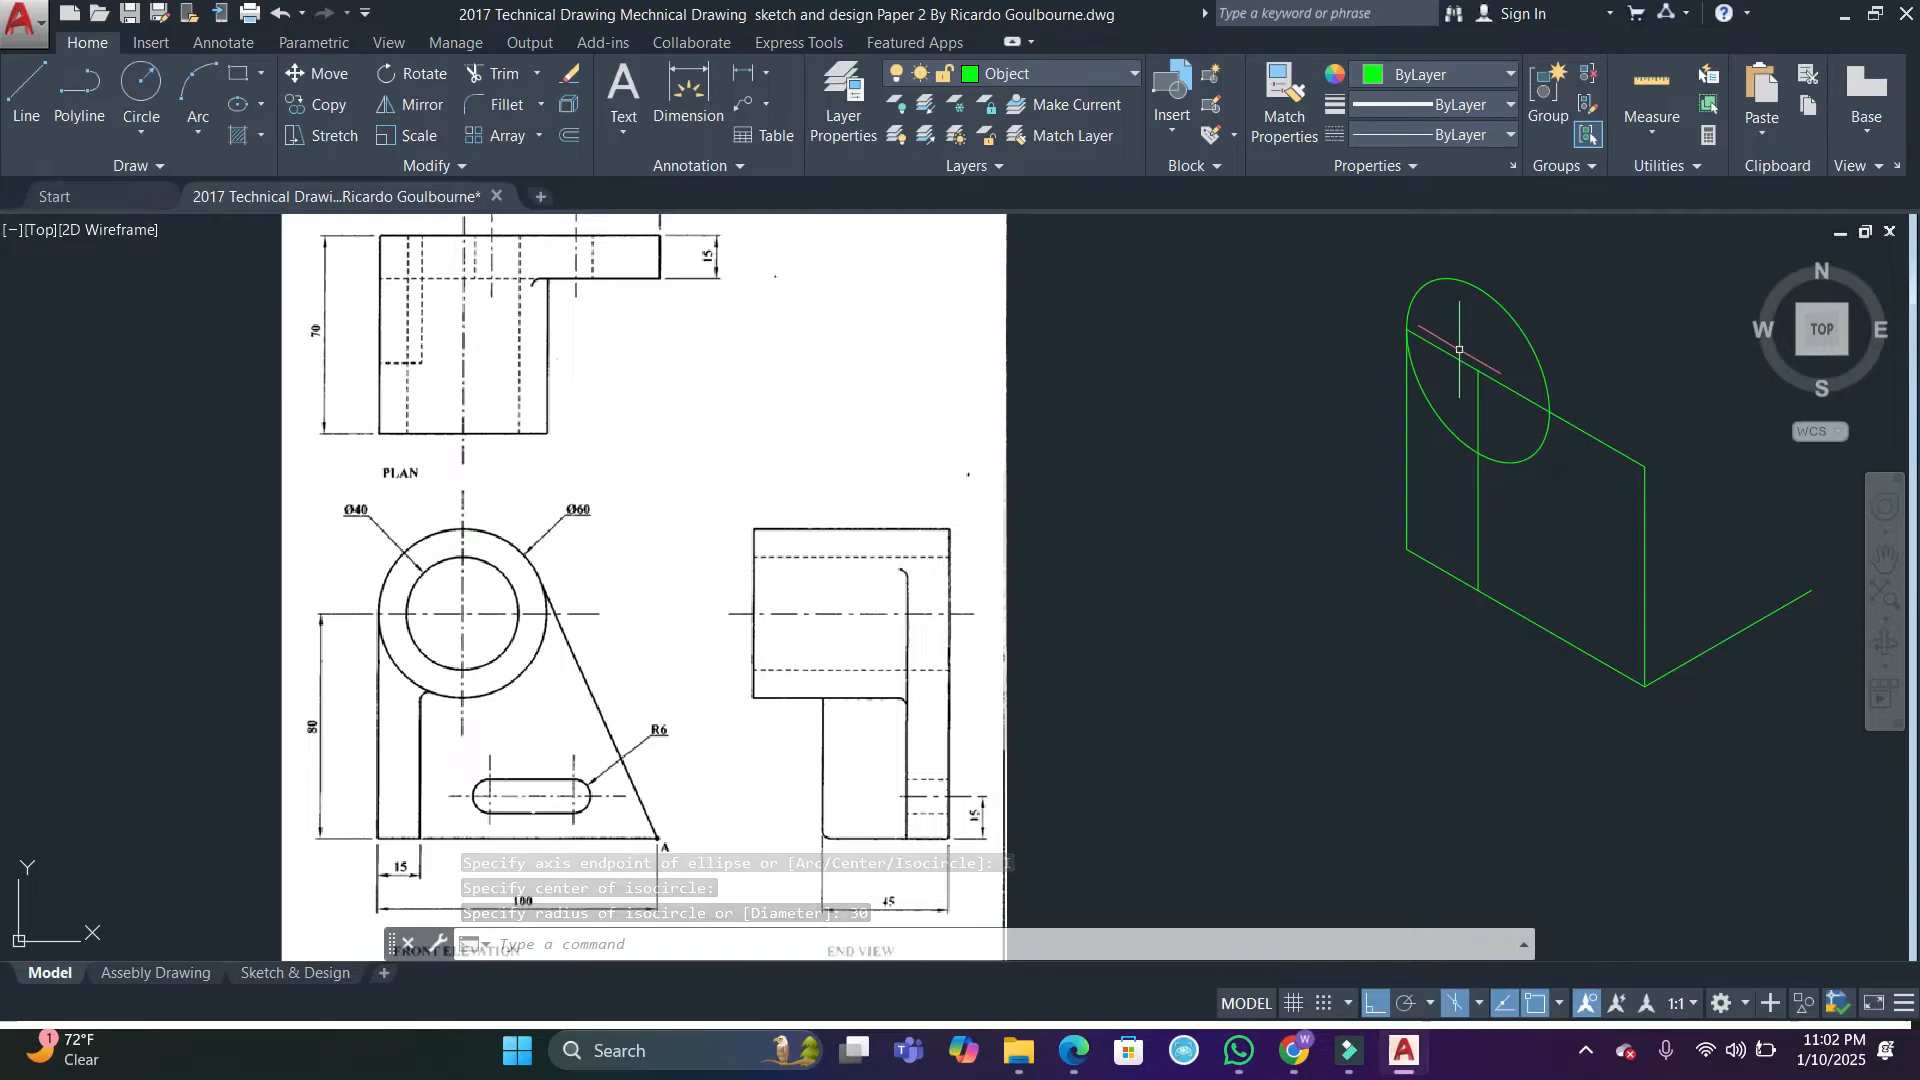 2017 Technical Drawing Mechnical Drawing  sketch and design Paper 2 By Ricardo Goulbourne.dwg
Type a keyword or phrase
Sign In
Home Insert Annotate Parametric View Manage Output Add-ins Collaborate Express Tools Featured Apps
Line Polyline Circle Arc
Move Rotate Trim
Copy Mirror Fillet
Stretch Scale Array
Text Dimension Table
Layer Properties
Object
Make Current
Match Layer
Insert
Match Properties
ByLayer
ByLayer
ByLayer
Group Measure Paste Base
Draw Modify Annotation Layers Block Properties Groups Utilities Clipboard View
Start
2017 Technical Drawi...Ricardo Goulbourne*
[−][Top][2D Wireframe]
N
W TOP E
S
WCS
15
70
PLAN
Ø40
Ø60
80
R6
15
A
15
100
45
FRONT ELEVATION
END VIEW
Specify axis endpoint of ellipse or [Arc/Center/Isocircle]: I
Specify center of isocircle:
Specify radius of isocircle or [Diameter]: 30
Type a command
Y
X
Model Assebly Drawing Sketch & Design
MODEL 1:1
1
72°F
Clear
Search
W
11:02 PM
1/10/2025